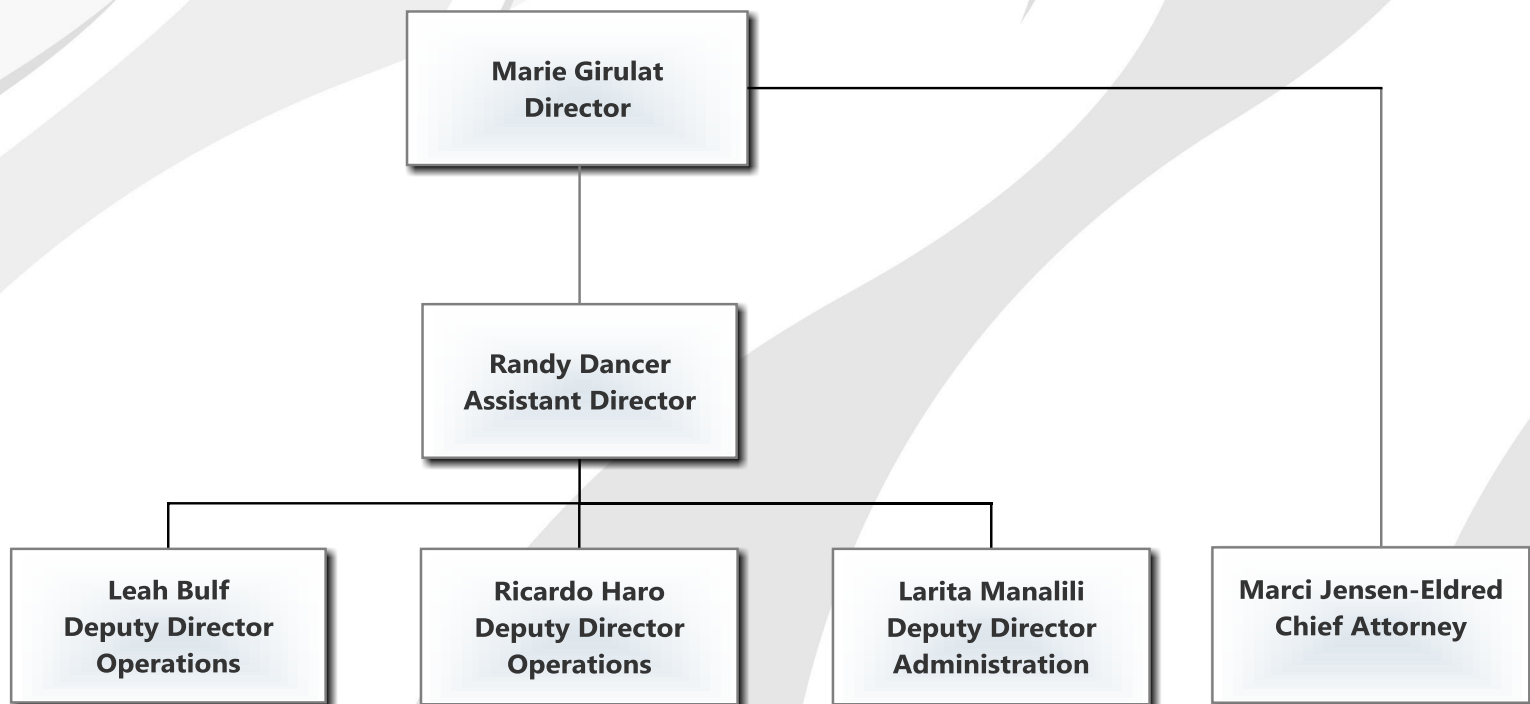 Marie Girulat
Director
Randy Dancer
Assistant Director
Leah Bulf
Deputy Director
Operations
Ricardo Haro
Deputy Director
Operations
Larita Manalili
Deputy Director
Administration
Marci Jensen-Eldred
Chief Attorney